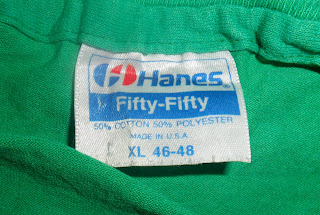 Hanes
Fifty-Fifty
50% COTTON 50% POLYESTER
MADE IN U.S.A.
XL 46-48